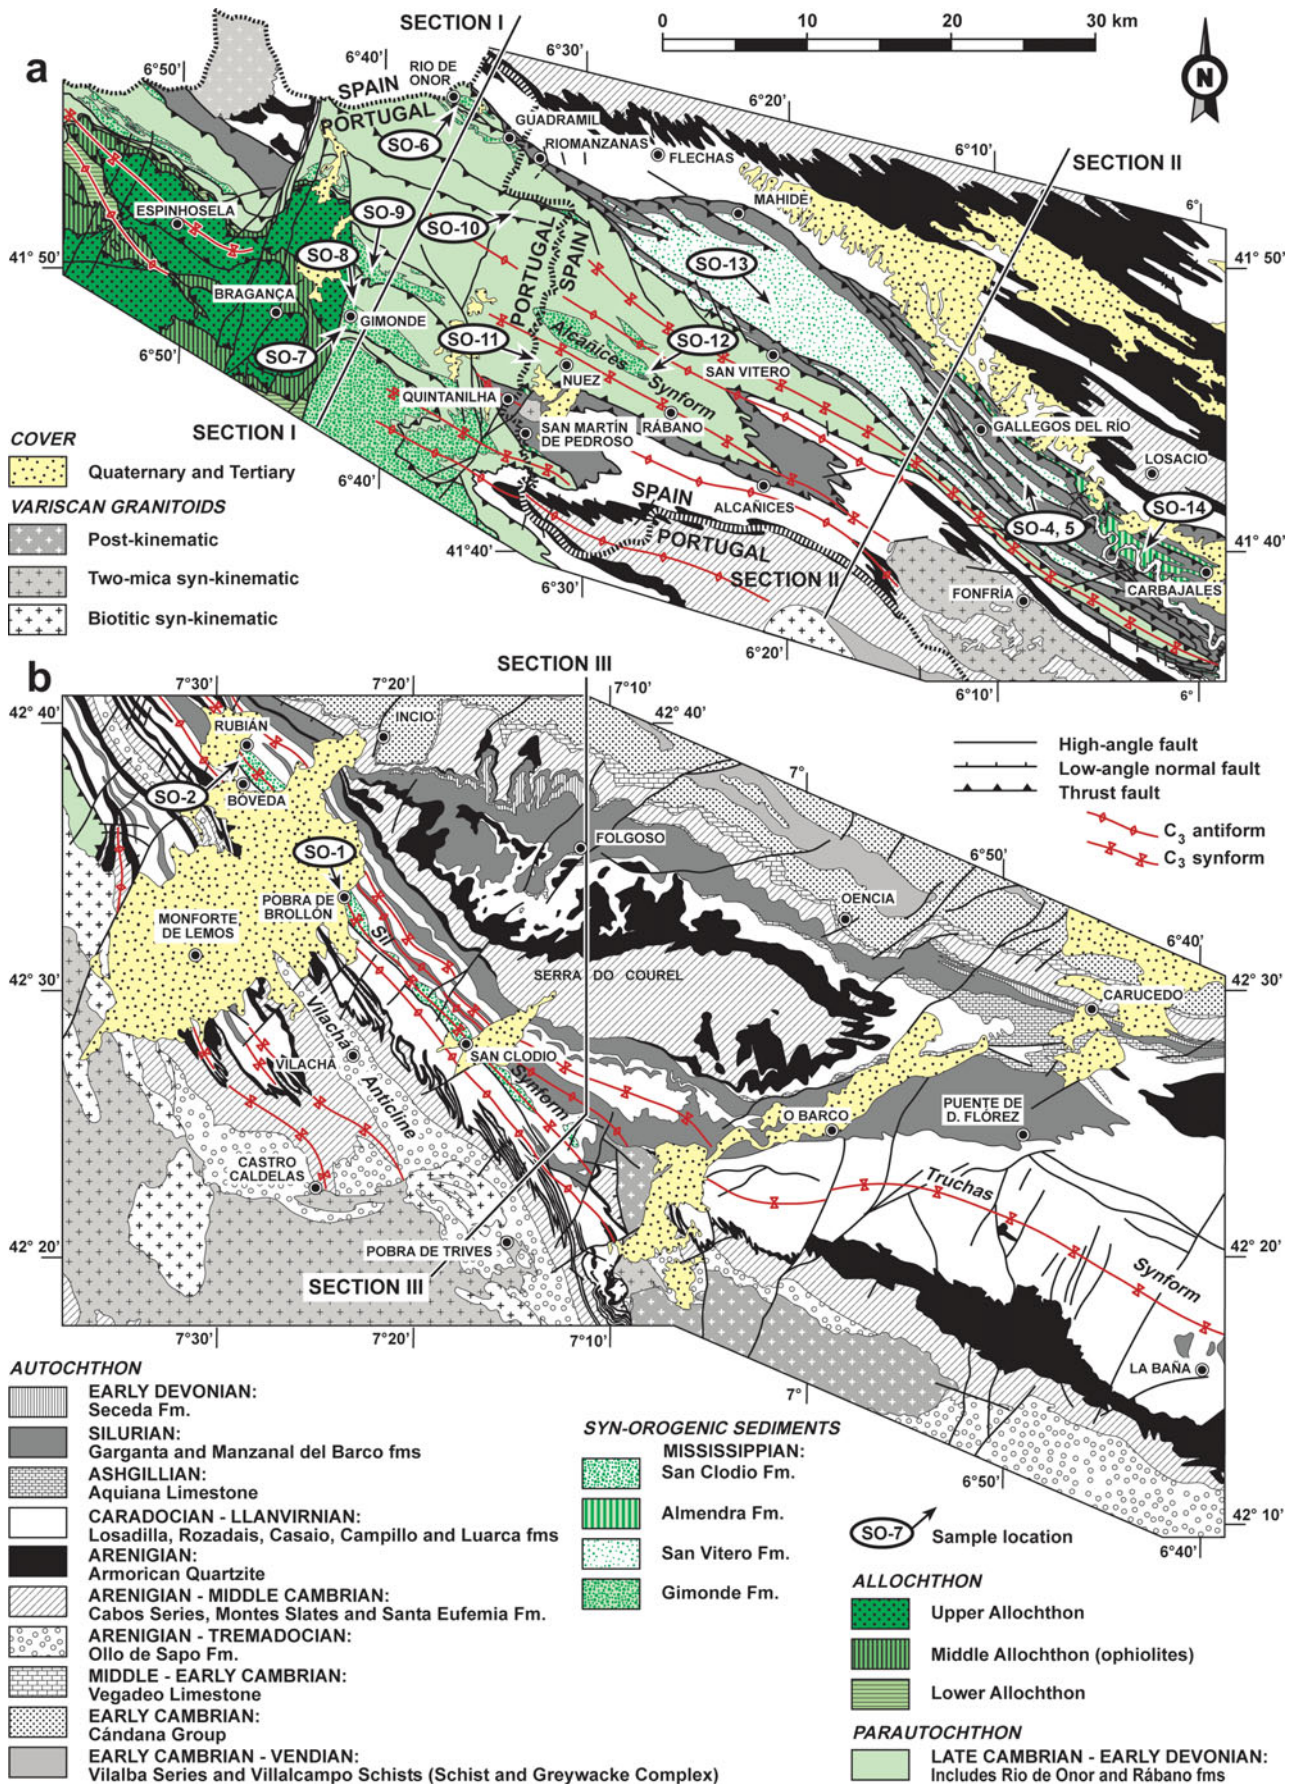 a
SECTION I
0 10 20 30 km
N
6°50'
6°40'
6°30'
6°20'
6°10'
6°
RIO DE
ONOR
SPAIN
PORTUGAL
GUADRAMIL
RIOMANZANAS
FLECHAS
SECTION II
SO-6
MAHIDE
ESPINHOSELA
SO-9
SO-8
SO-10
PORTUGAL
SPAIN
SO-13
41° 50'
41° 50'
BRAGANÇA
GIMONDE
SO-7
SO-11
Alcañices
Synform
SO-12
SAN VITERO
6°50'
NUEZ
QUINTANILHA
SAN MARTÍN
DE PEDROSO
RÁBANO
GALLEGOS DEL RÍO
LOSACIO
SECTION I
6°40'
ALCAÑICES
SPAIN
PORTUGAL
SO-4, 5
SO-14
41° 40'
41° 40'
SECTION II
CARBAJALES
FONFRÍA
6°30'
6°20'
6°10'
6°
COVER
Quaternary and Tertiary
VARISCAN GRANITOIDS
Post-kinematic
Two-mica syn-kinematic
Biotitic syn-kinematic
b
SECTION III
7°30'
7°20'
7°10'
42° 40'
42° 40'
RUBIÁN
INCIO
7°
SO-2
BÓVEDA
SO-1
FOLGOSO
6°50'
POBRA DE
BROLLÓN
MONFORTE
DE LEMOS
Sil
OENCIA
6°40'
SERRA DO COUREL
42° 30'
42° 30'
CARUCEDO
Vilachá
VILACHÁ
Anticline
SAN CLODIO
Synform
O BARCO
PUENTE DE
D. FLÓREZ
CASTRO
CALDELAS
Truchas
Synform
42° 20'
42° 20'
POBRA DE TRIVES
SECTION III
LA BAÑA
7°30'
7°20'
7°10'
7°
6°50'
6°40'
42° 10'
High-angle fault
Low-angle normal fault
Thrust fault
C3 antiform
C3 synform
AUTOCHTHON
EARLY DEVONIAN:
Seceda Fm.
SILURIAN:
Garganta and Manzanal del Barco fms
ASHGILLIAN:
Aquiana Limestone
CARADOCIAN - LLANVIRNIAN:
Losadilla, Rozadais, Casaio, Campillo and Luarca fms
ARENIGIAN:
Armorican Quartzite
ARENIGIAN - MIDDLE CAMBRIAN:
Cabos Series, Montes Slates and Santa Eufemia Fm.
ARENIGIAN - TREMADOCIAN:
Ollo de Sapo Fm.
MIDDLE - EARLY CAMBRIAN:
Vegadeo Limestone
EARLY CAMBRIAN:
Cándana Group
EARLY CAMBRIAN - VENDIAN:
Vilalba Series and Villalcampo Schists (Schist and Greywacke Complex)
SYN-OROGENIC SEDIMENTS
MISSISSIPPIAN:
San Clodio Fm.
Almendra Fm.
San Vitero Fm.
Gimonde Fm.
SO-7
Sample location
ALLOCHTHON
Upper Allochthon
Middle Allochthon (ophiolites)
Lower Allochthon
PARAUTOCHTHON
LATE CAMBRIAN - EARLY DEVONIAN:
Includes Rio de Onor and Rábano fms